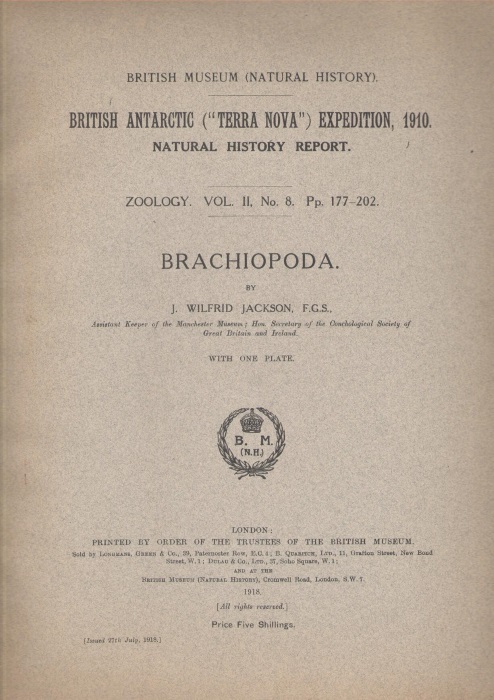 BRITISH MUSEUM (NATURAL HISTORY).
BRITISH ANTARCTIC ("TERRA NOVA") EXPEDITION, 1910.
NATURAL HISTORY REPORT.
ZOOLOGY. VOL. II, No. 8. Pp. 177–202.
BRACHIOPODA.
BY
J. WILFRID JACKSON, F.G.S.,
Assistant Keeper of the Manchester Museum; Hon. Secretary of the Conchological Society of
Great Britain and Ireland.
WITH ONE PLATE.
B. M.
(N.H.)
LONDON:
PRINTED BY ORDER OF THE TRUSTEES OF THE BRITISH MUSEUM.
Sold by Longmans, Green & Co., 39, Paternoster Row, E.C. 4; B. Quaritch, Ltd., 11, Grafton Street, New Bond
Street, W. 1; Dulau & Co., Ltd., 37, Soho Square, W. 1;
AND AT THE
British Museum (Natural History), Cromwell Road, London, S.W. 7.
1918.
[All rights reserved.]
Price Five Shillings.
[Issued 27th July, 1918.]